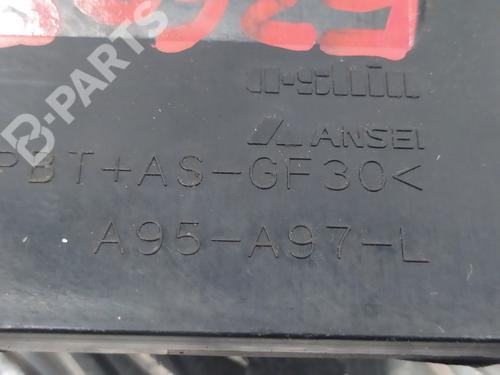 B-PARTS
ANSEI
PBT+AS-GF30<
A95-A97-L